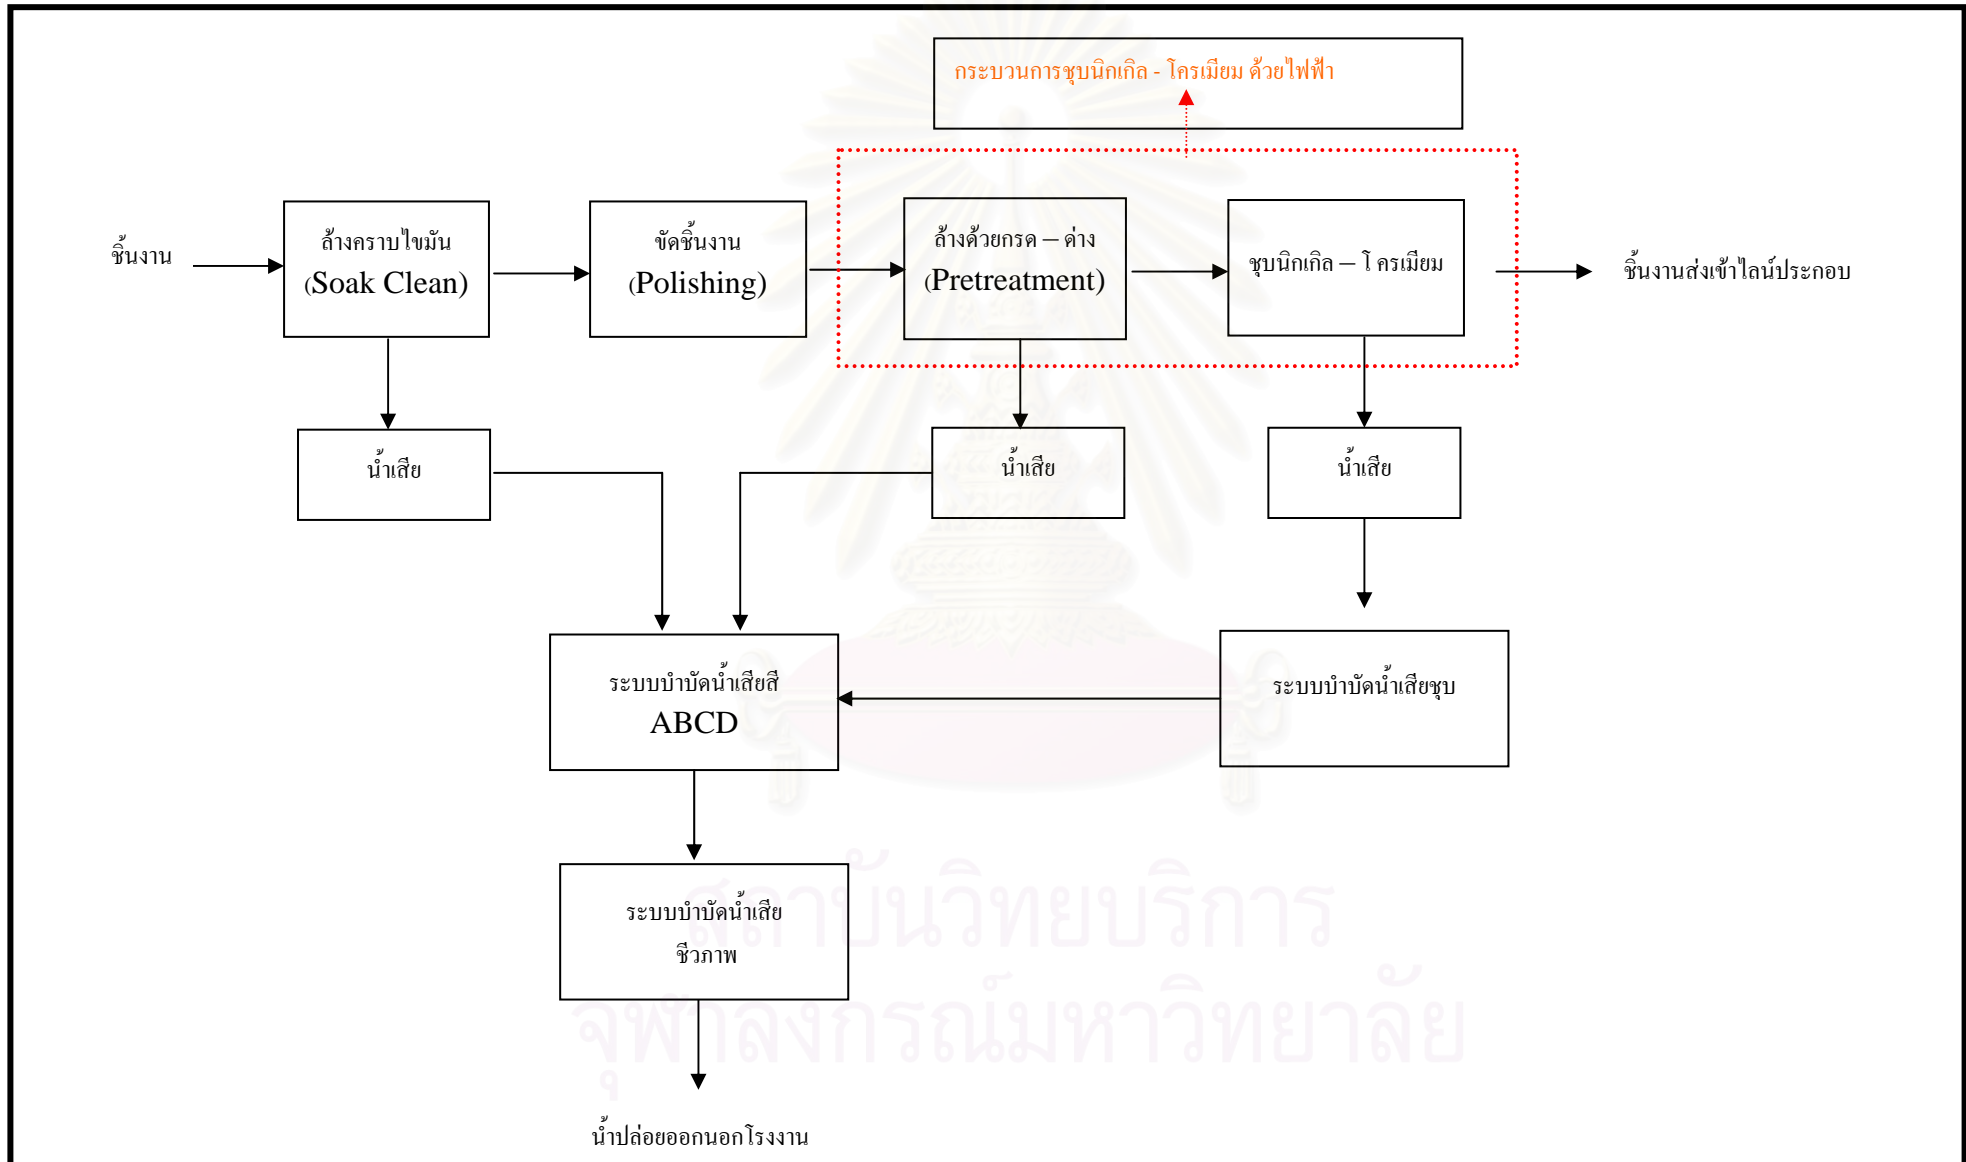 กระบวนการชุบนิกเกิล - โครเมียม ด้วยไฟฟ้า
ชิ้นงาน
ล้างคราบไขมัน
(Soak Clean)
ขัดชิ้นงาน
(Polishing)
ล้างด้วยกรด – ด่าง
(Pretreatment)
ชุบนิกเกิล – โครเมียม
ชิ้นงานส่งเข้าไลน์ประกอบ
น้ำเสีย
น้ำเสีย
น้ำเสีย
ระบบบำบัดน้ำเสียสี
ABCD
ระบบบำบัดน้ำเสียชุบ
ระบบบำบัดน้ำเสีย
ชีวภาพ
สถาบันวิทยบริการ
จุฬาลงกรณ์มหาวิทยาลัย
น้ำปล่อยออกนอกโรงงาน